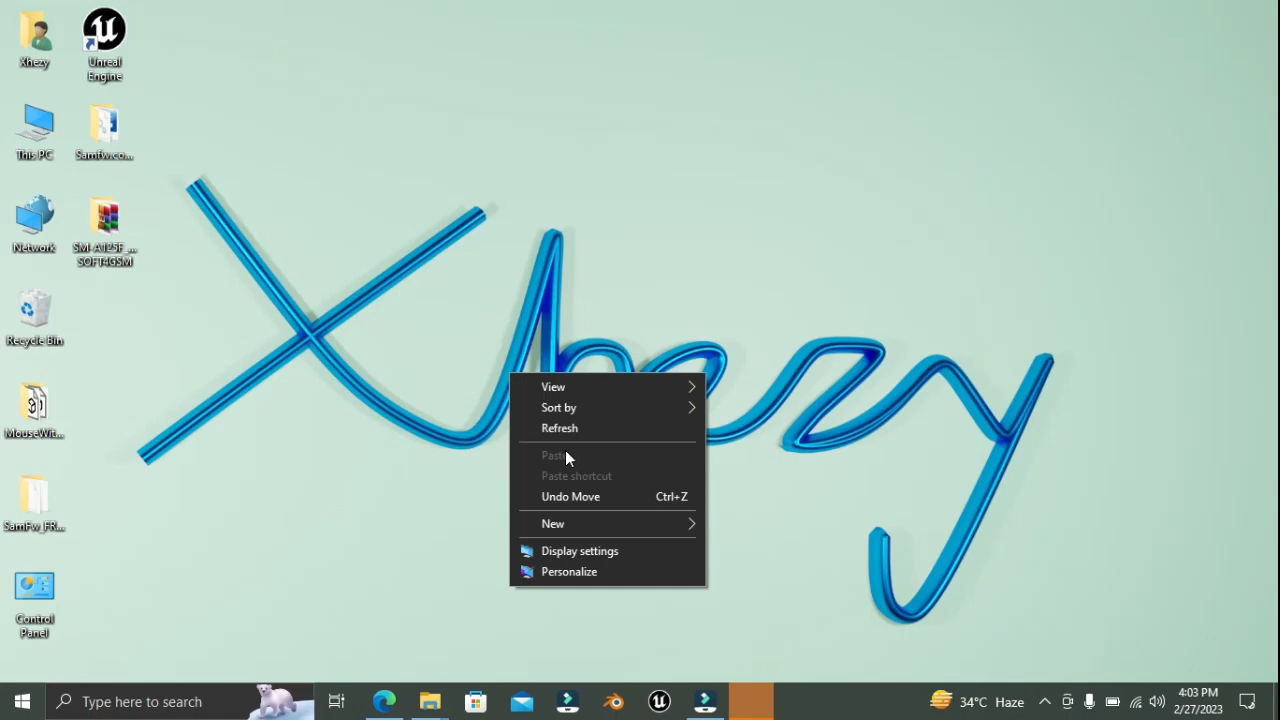 Xhezy
Unreal
Engine
This PC
Samfw.co...
Network
SM-A125F_...
SOFT4GSM
Recycle Bin
MouseWit...
SamFw_FR...
Control
Panel
Xhezy
View
Sort by
Refresh
Paste
Paste shortcut
Undo Move Ctrl+Z
New
Display settings
Personalize
Type here to search
34°C Haze
4:03 PM
2/27/2023